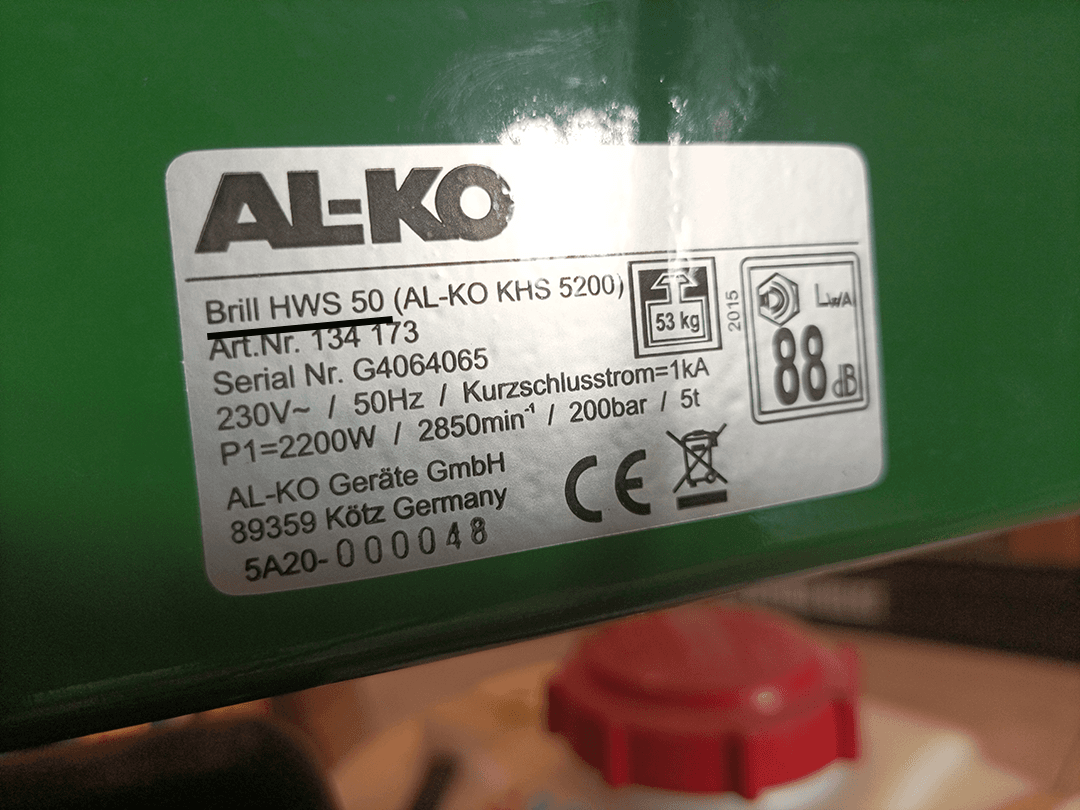 AL-KO
Brill HWS 50 (AL-KO KHS 5200)
Art.Nr. 134 173
Serial Nr. G4064065
230V~ / 50Hz / Kurzschlusstrom=1kA
P1=2200W / 2850min⁻¹ / 200bar / 5t
AL-KO Geräte GmbH
89359 Kötz Germany
5A20-000048
53 kg
2015
LWA
88 dB
CE